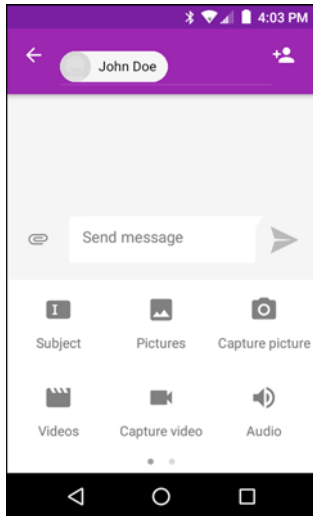 4:03 PM
John Doe
Send message
Subject Pictures Capture picture
Videos Capture video Audio